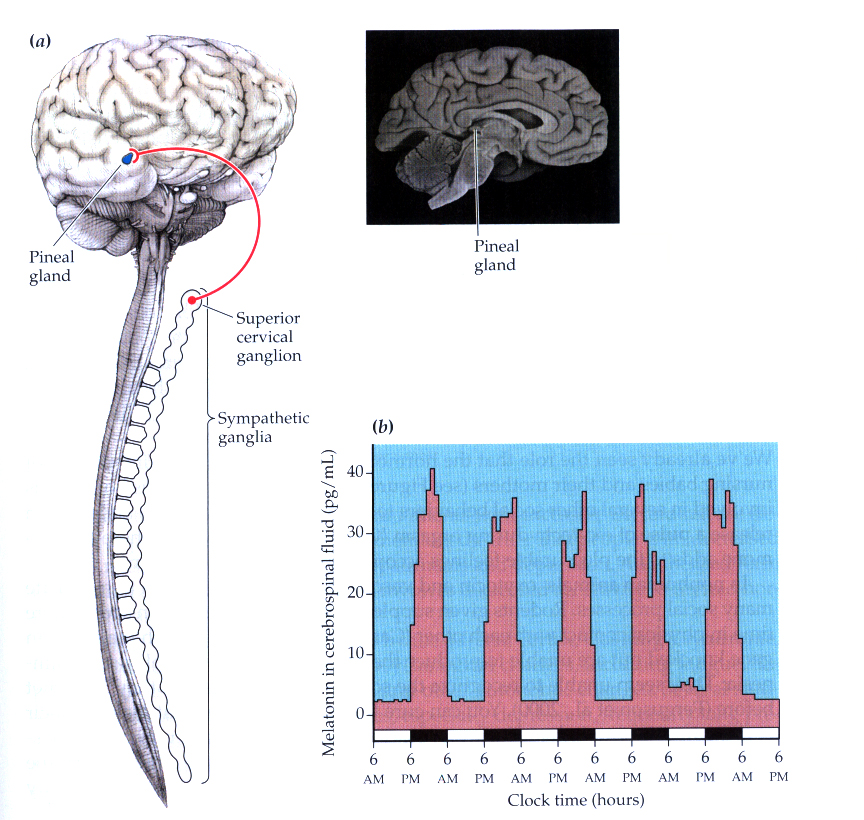 (a)
Pineal
gland
Superior
cervical
ganglion
Sympathetic
ganglia
Pineal
gland
(b)
Melatonin in cerebrospinal fluid (pg/mL)
40
30
20
10
0
6 6 6 6 6 6 6 6 6 6 6 6
AM PM AM PM AM PM AM PM AM PM AM PM
Clock time (hours)